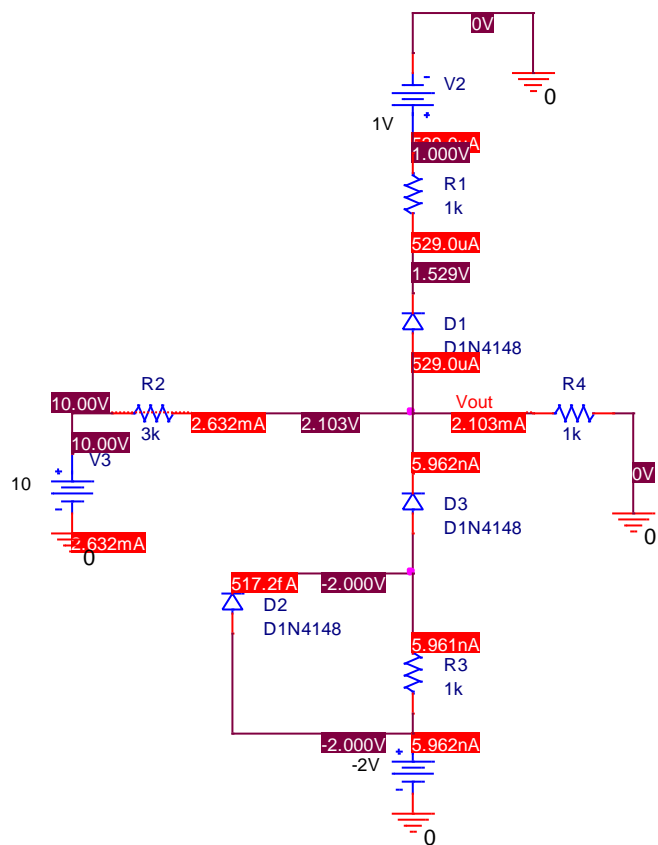 0V
V2
0
1V
1.000V
R1
1k
529.0uA
1.529V
D1
D1N4148
529.0uA
R2
Vout
R4
10.00V
2.632mA
2.103V
2.103mA
3k
1k
10.00V
V3
5.962nA
10
D3
0V
D1N4148
2.632mA
0
0
517.2fA
-2.000V
D2
D1N4148
5.961nA
R3
1k
-2.000V
5.962nA
-2V
0